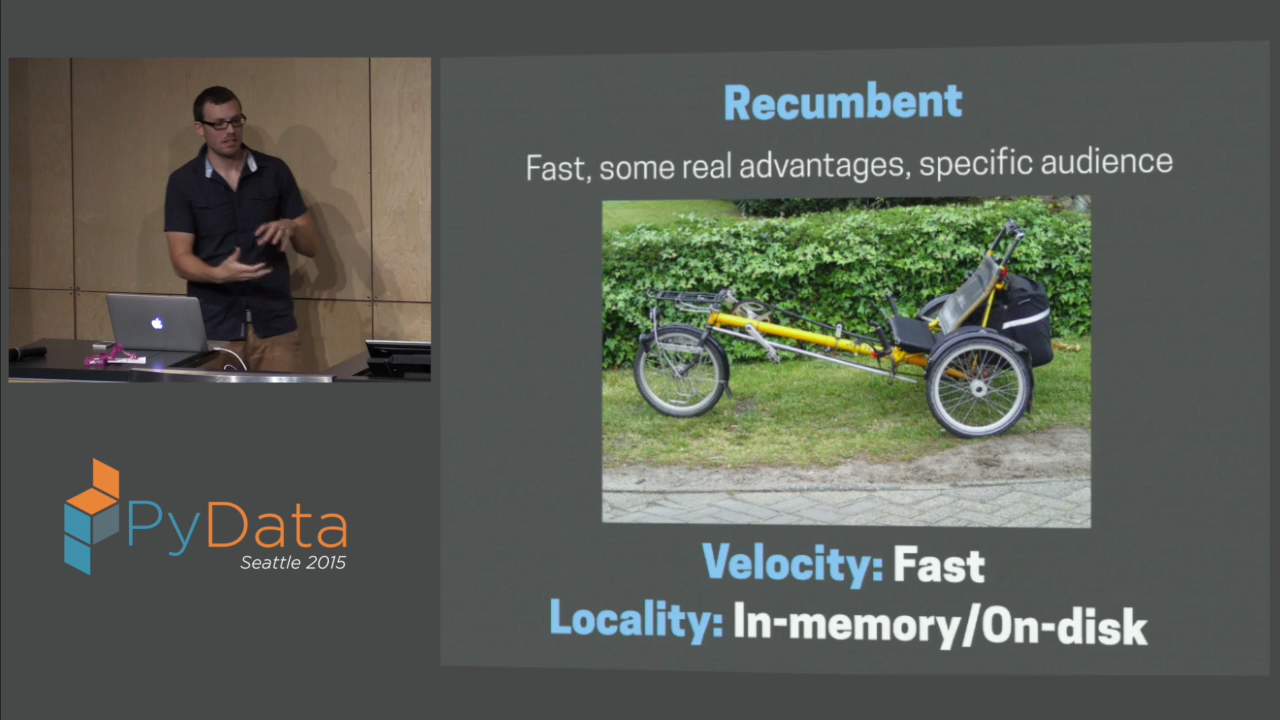 Recumbent
Fast, some real advantages, specific audience
Velocity: Fast
Locality: In-memory/On-disk
PyData
Seattle 2015